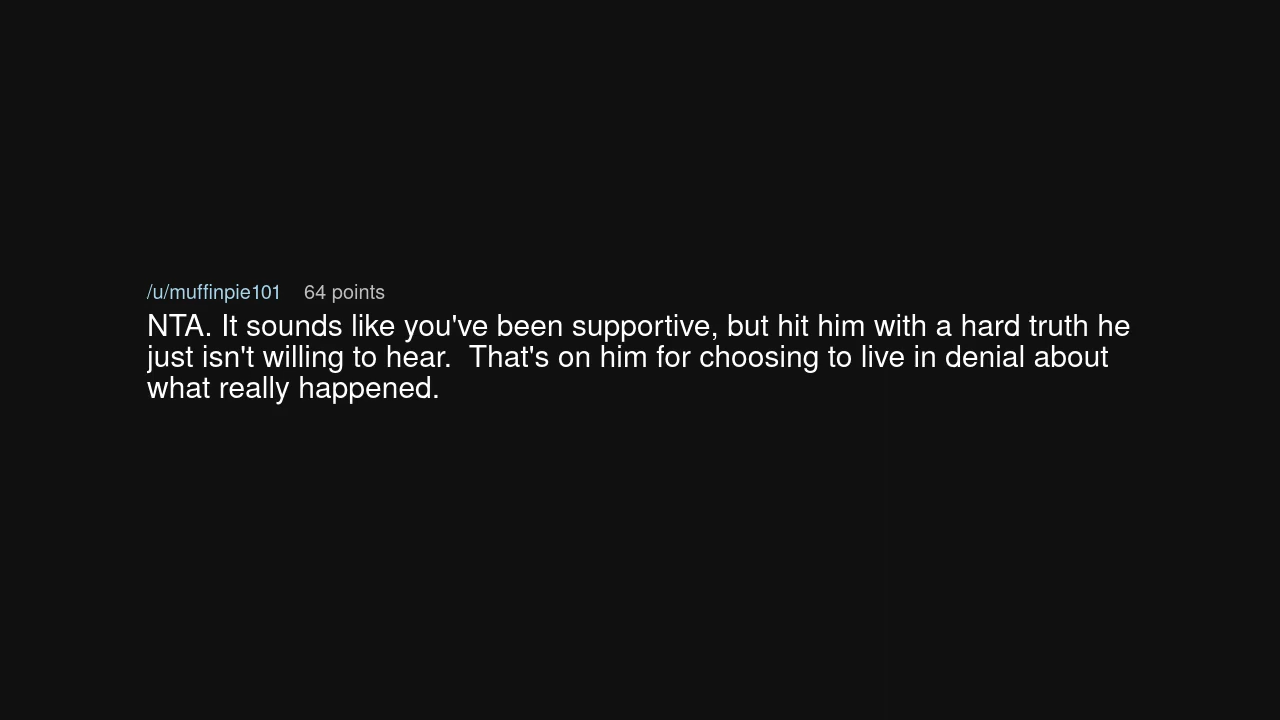 /u/muffinpie101 64 points
NTA. It sounds like you've been supportive, but hit him with a hard truth he
just isn't willing to hear.  That's on him for choosing to live in denial about
what really happened.